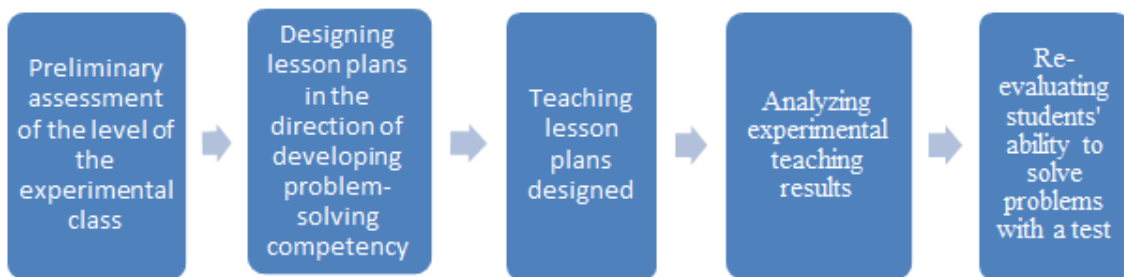 Preliminary
assessment
of the level of
the
experimental
class
Designing
lesson plans
in the
direction of
developing
problem-
solving
competency
Teaching
lesson
plans
designed
Analyzing
experimental
teaching
results
Re-
evaluating
students'
ability to
solve
problems
with a test